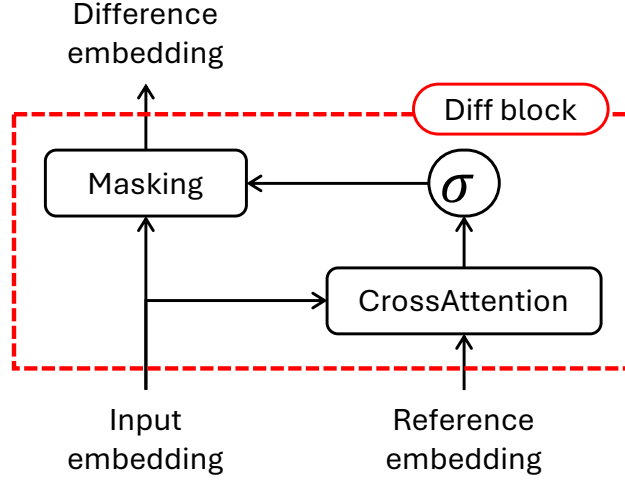 Difference
embedding
Diff block
Masking
σ
CrossAttention
Input
embedding
Reference
embedding